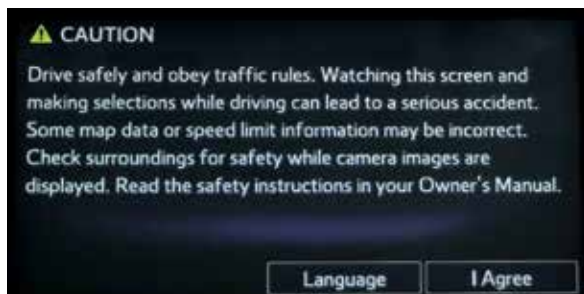 CAUTION
Drive safely and obey traffic rules. Watching this screen and
making selections while driving can lead to a serious accident.
Some map data or speed limit information may be incorrect.
Check surroundings for safety while camera images are
displayed. Read the safety instructions in your Owner's Manual.
Language I Agree